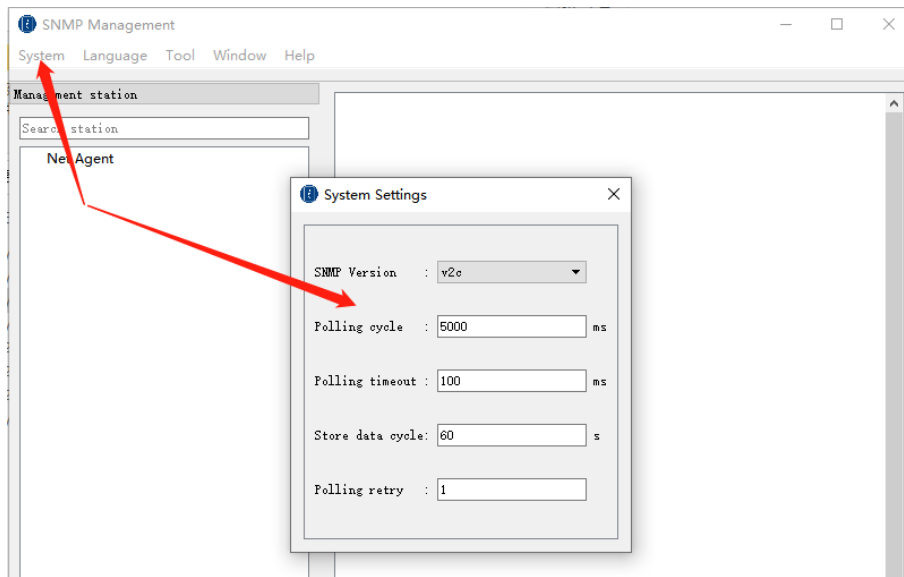 SNMP Management
System Language Tool Window Help
Management station
Search station
Net Agent
System Settings
SNMP Version : v2c
Polling cycle : 5000 ms
Polling timeout : 100 ms
Store data cycle: 60 s
Polling retry : 1